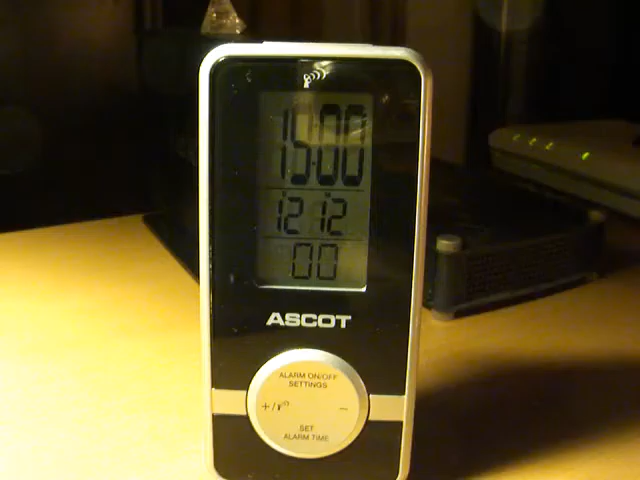 15:00
12 12
00
ASCOT
ALARM ON/OFF
SETTINGS
+/ −
SET
ALARM TIME